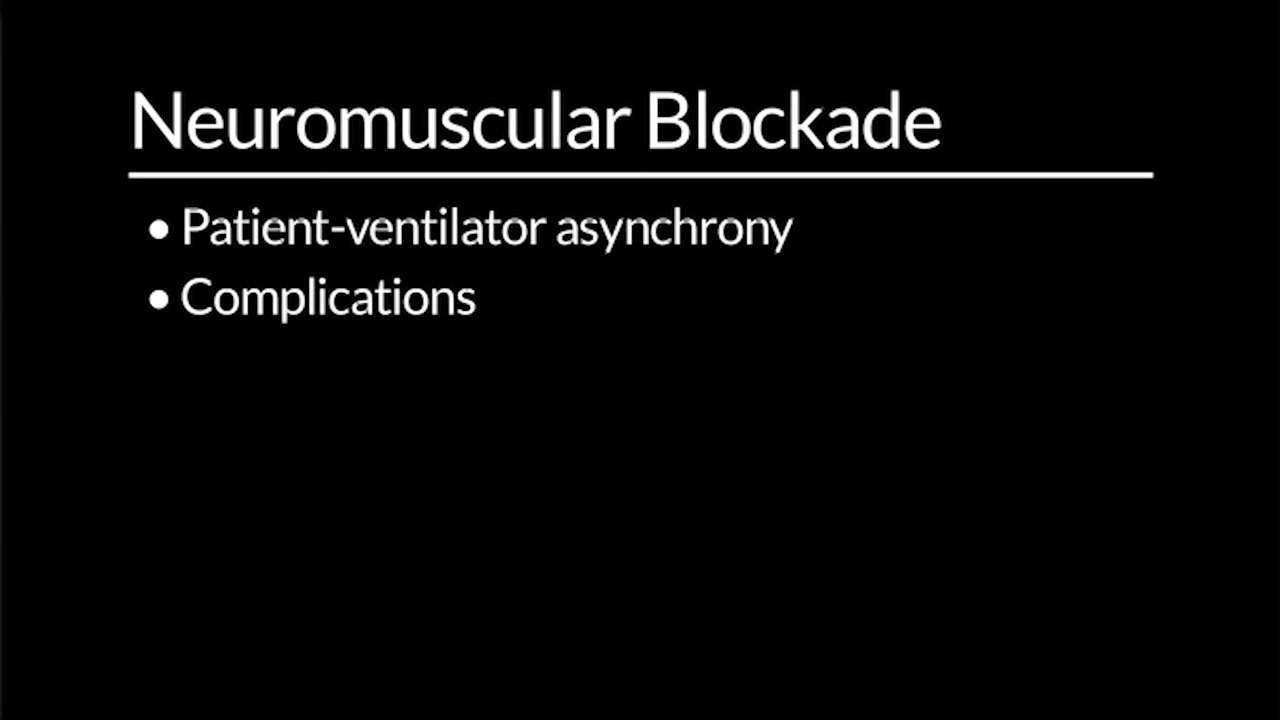 Neuromuscular Blockade
• Patient-ventilator asynchrony
• Complications